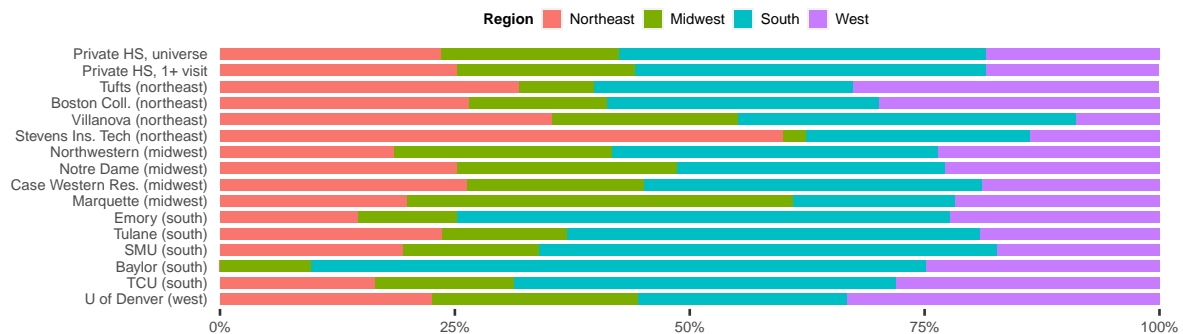 Region Northeast Midwest South West
Private HS, universe
Private HS, 1+ visit
Tufts (northeast)
Boston Coll. (northeast)
Villanova (northeast)
Stevens Ins. Tech (northeast)
Northwestern (midwest)
Notre Dame (midwest)
Case Western Res. (midwest)
Marquette (midwest)
Emory (south)
Tulane (south)
SMU (south)
Baylor (south)
TCU (south)
U of Denver (west)
0% 25% 50% 75% 100%